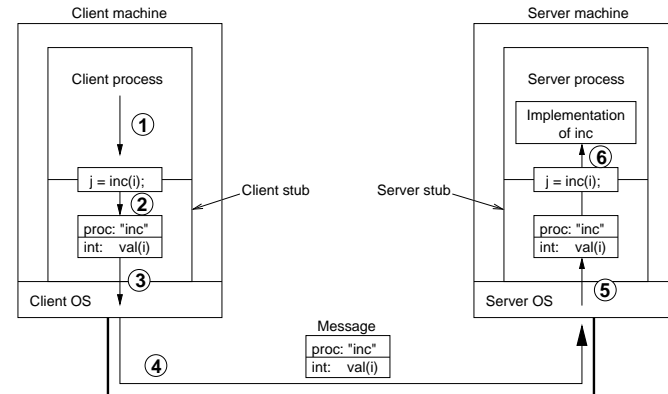 Client machine
Client process
1
j = inc(i);
2
proc: "inc"
int: val(i)
3
Client OS
Client stub
Server machine
Server process
Implementation
of inc
6
j = inc(i);
Server stub
proc: "inc"
int: val(i)
5
Server OS
Message
proc: "inc"
int: val(i)
4